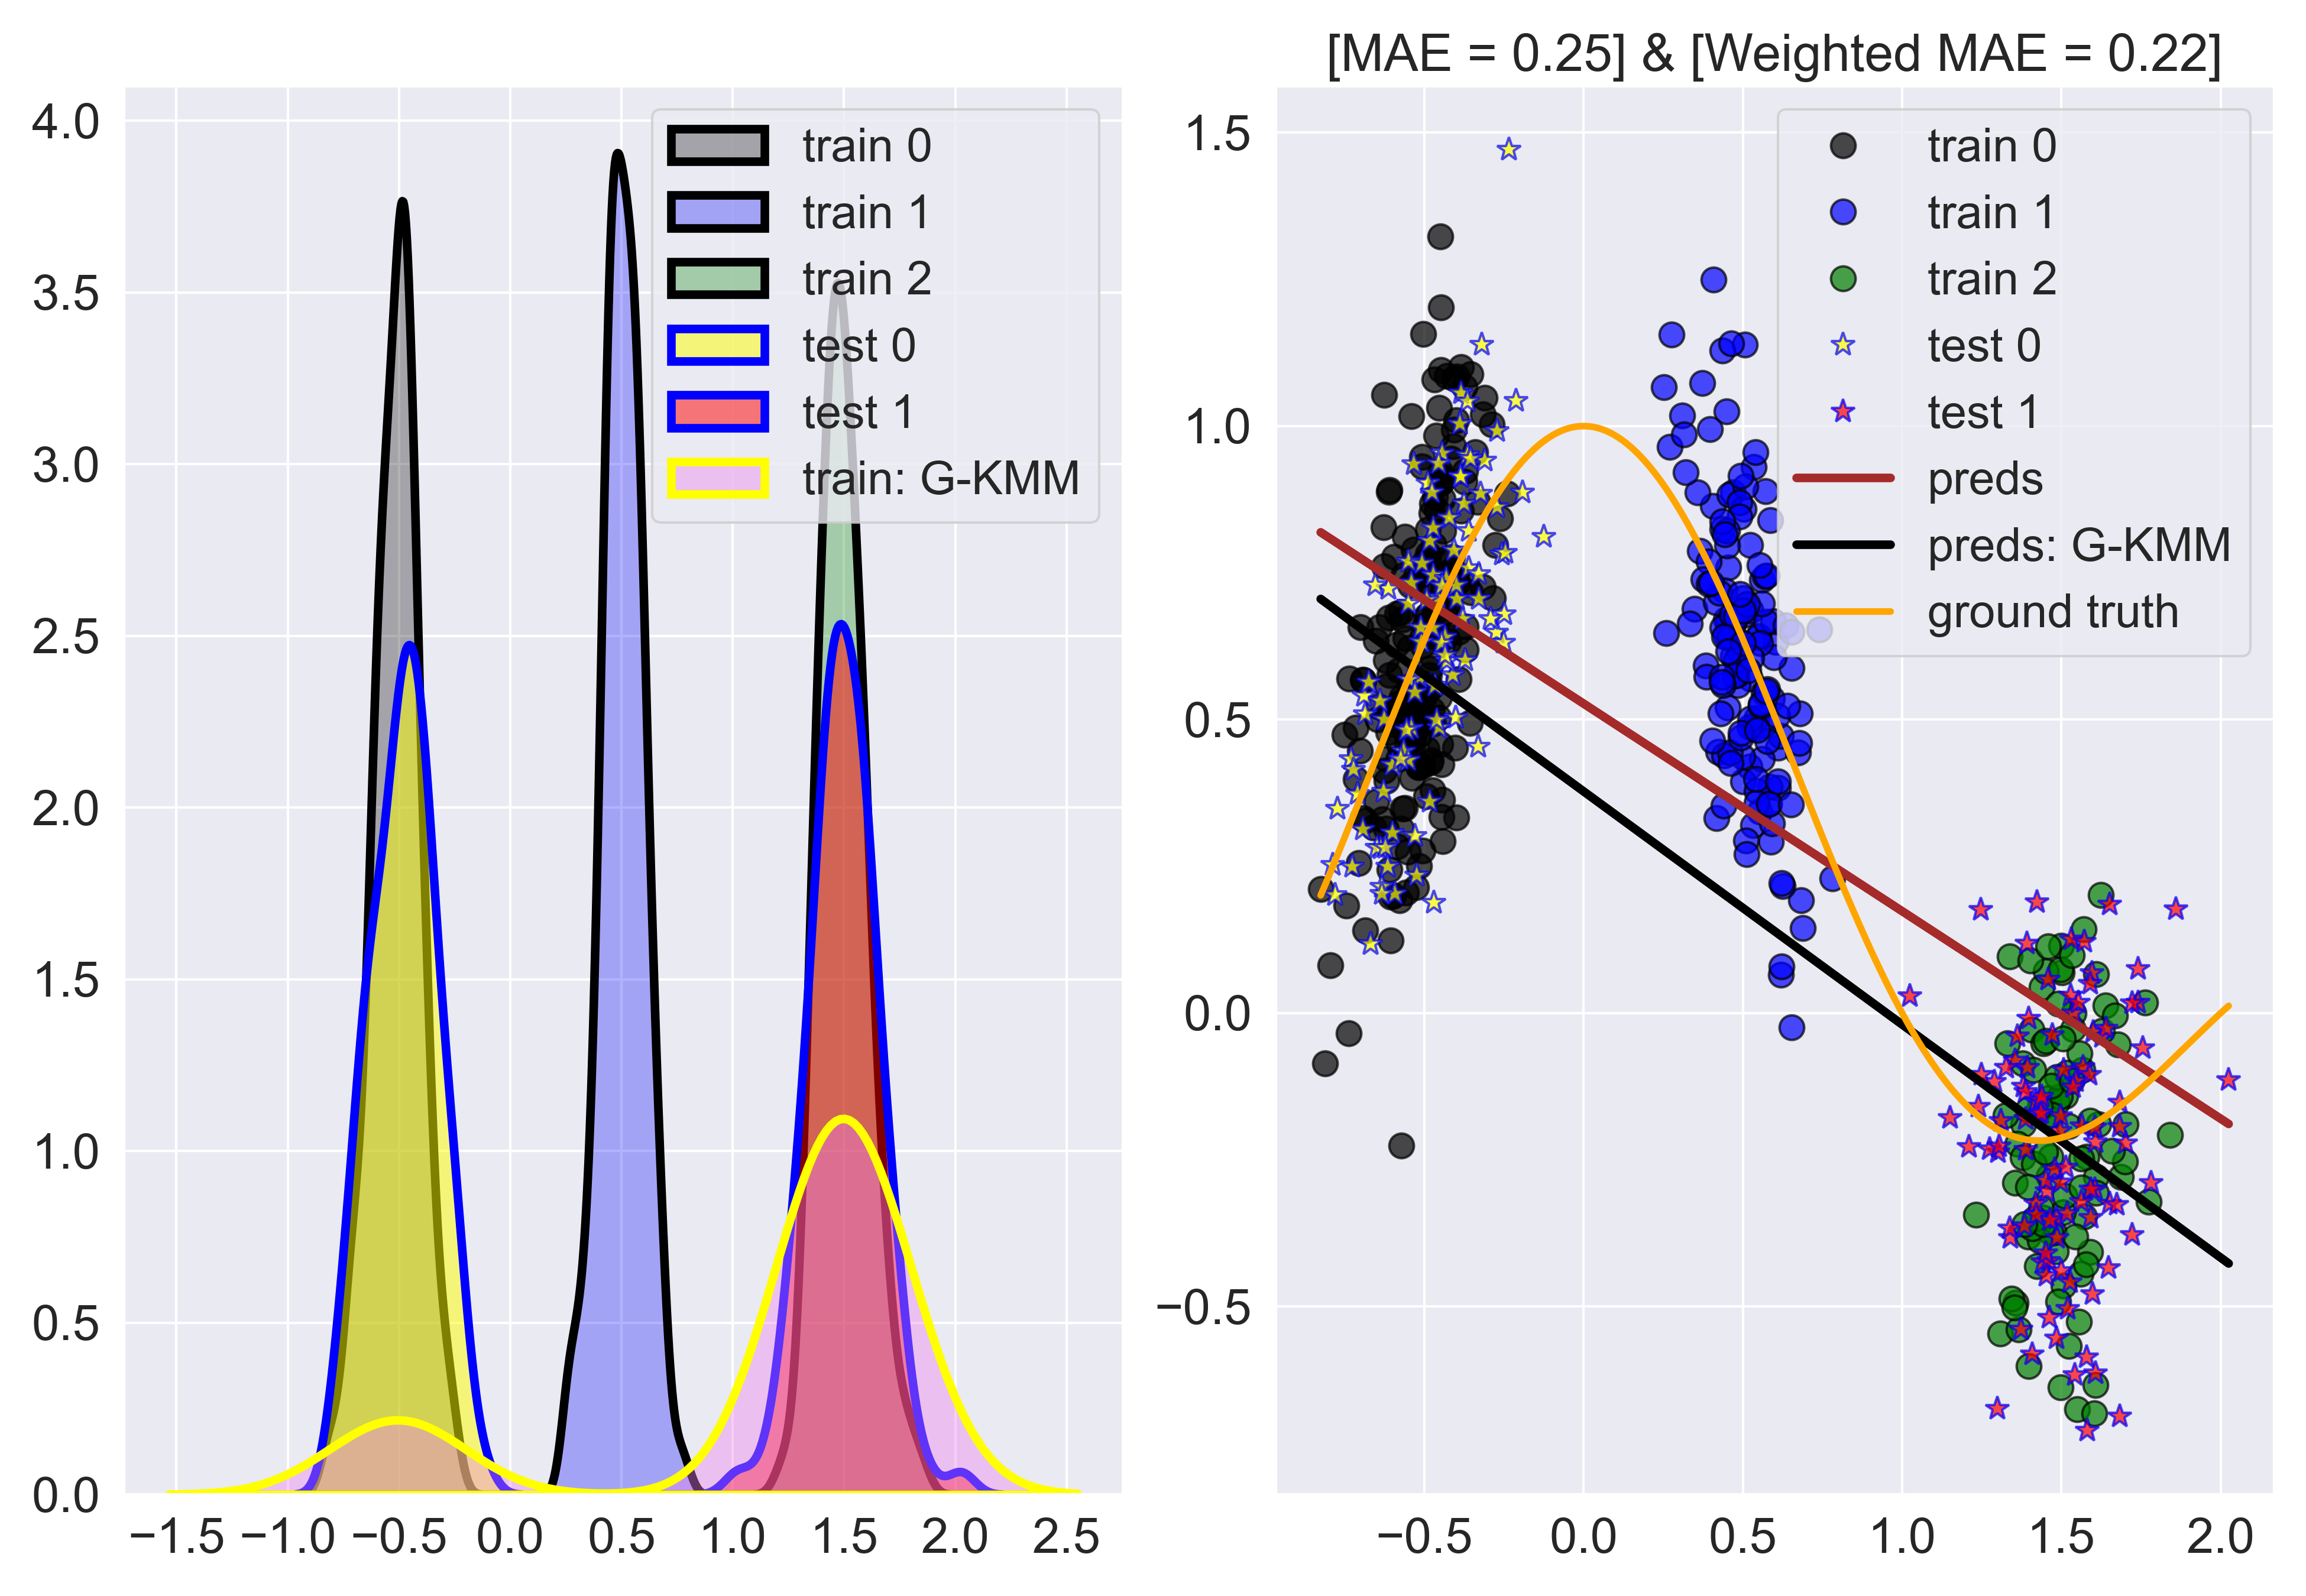 [MAE = 0.25] & [Weighted MAE = 0.22]
4.0
3.5
3.0
2.5
2.0
1.5
1.0
0.5
0.0
−1.5 −1.0 −0.5 0.0 0.5 1.0 1.5 2.0 2.5
train 0
train 1
train 2
test 0
test 1
train: G-KMM
1.5
1.0
0.5
0.0
−0.5
−0.5 0.0 0.5 1.0 1.5 2.0
train 0
train 1
train 2
test 0
test 1
preds
preds: G-KMM
ground truth